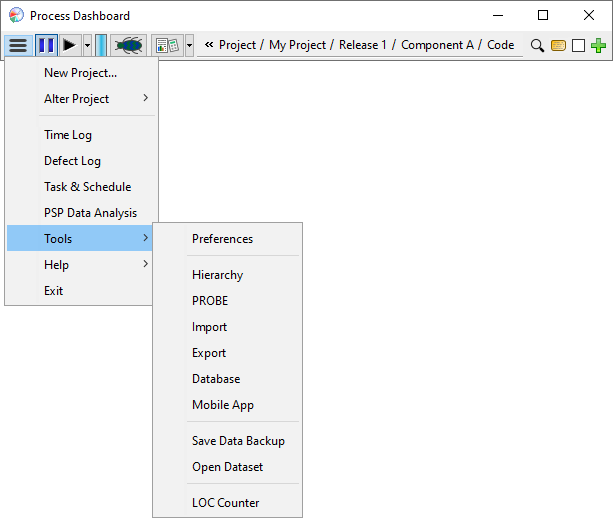 Process Dashboard
« Project / My Project / Release 1 / Component A / Code
New Project...
Alter Project
Time Log
Defect Log
Task & Schedule
PSP Data Analysis
Tools
Help
Exit
Preferences
Hierarchy
PROBE
Import
Export
Database
Mobile App
Save Data Backup
Open Dataset
LOC Counter